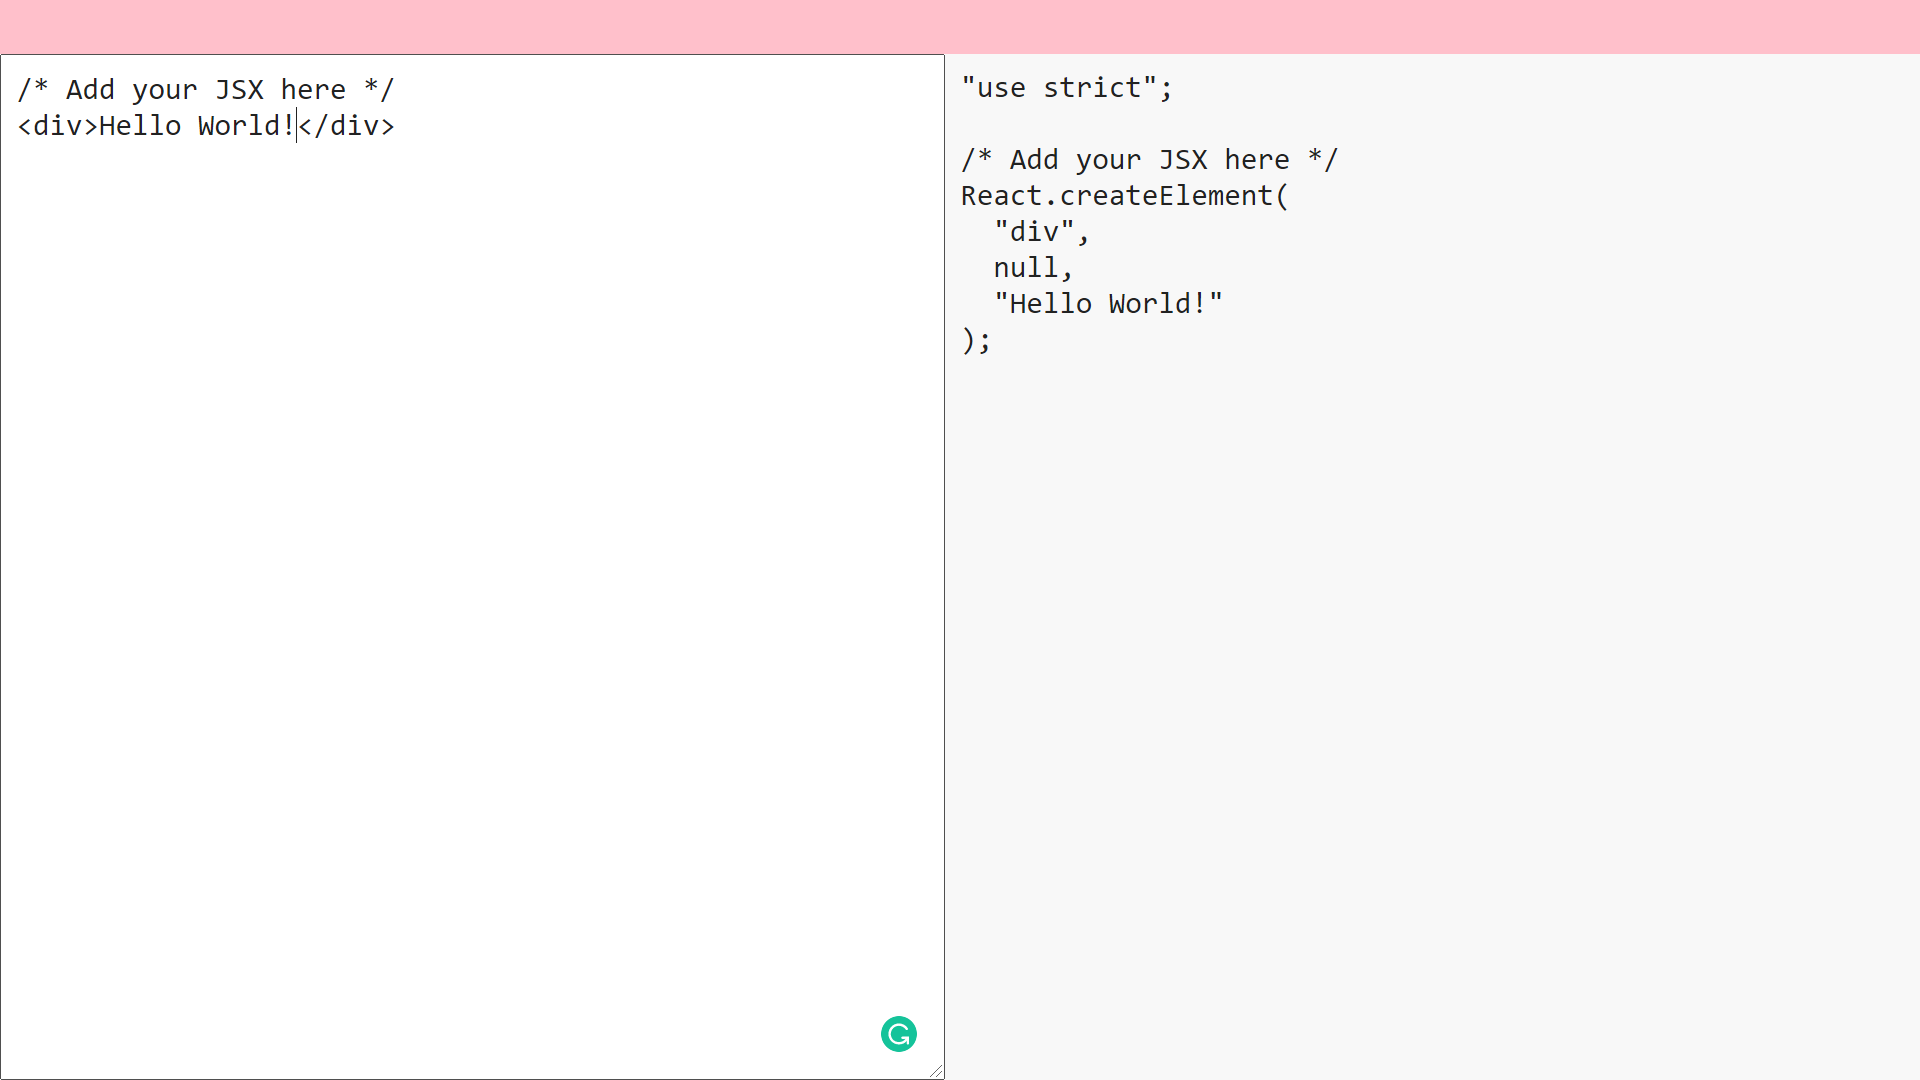 /* Add your JSX here */
<div>Hello World!</div>
"use strict";
/* Add your JSX here */
React.createElement(
"div",
null,
"Hello World!"
);